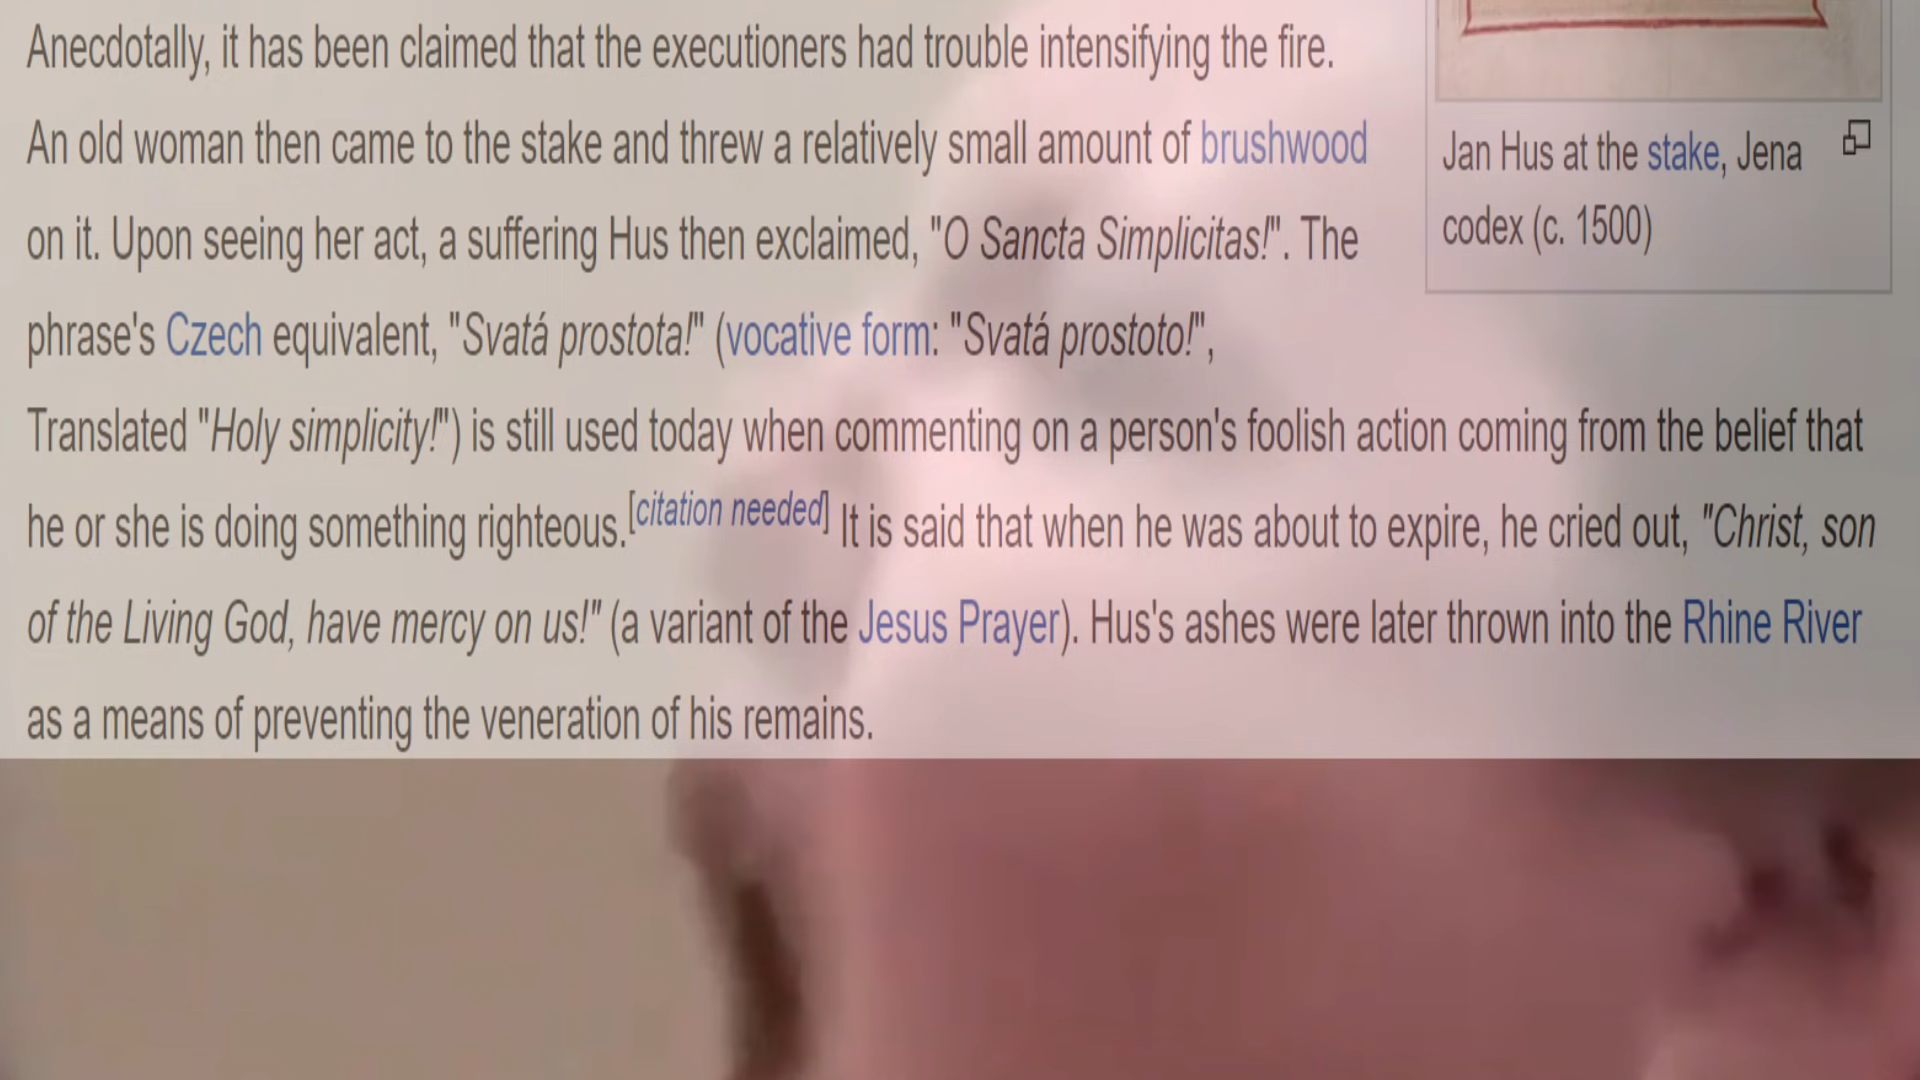 Anecdotally, it has been claimed that the executioners had trouble intensifying the fire.
An old woman then came to the stake and threw a relatively small amount of brushwood
on it. Upon seeing her act, a suffering Hus then exclaimed, "O Sancta Simplicitas!". The
phrase's Czech equivalent, "Svatá prostota!" (vocative form: "Svatá prostoto!",
Translated "Holy simplicity!") is still used today when commenting on a person's foolish action coming from the belief that
he or she is doing something righteous.[citation needed] It is said that when he was about to expire, he cried out, "Christ, son
of the Living God, have mercy on us!" (a variant of the Jesus Prayer). Hus's ashes were later thrown into the Rhine River
as a means of preventing the veneration of his remains.
Jan Hus at the stake, Jena
codex (c. 1500)